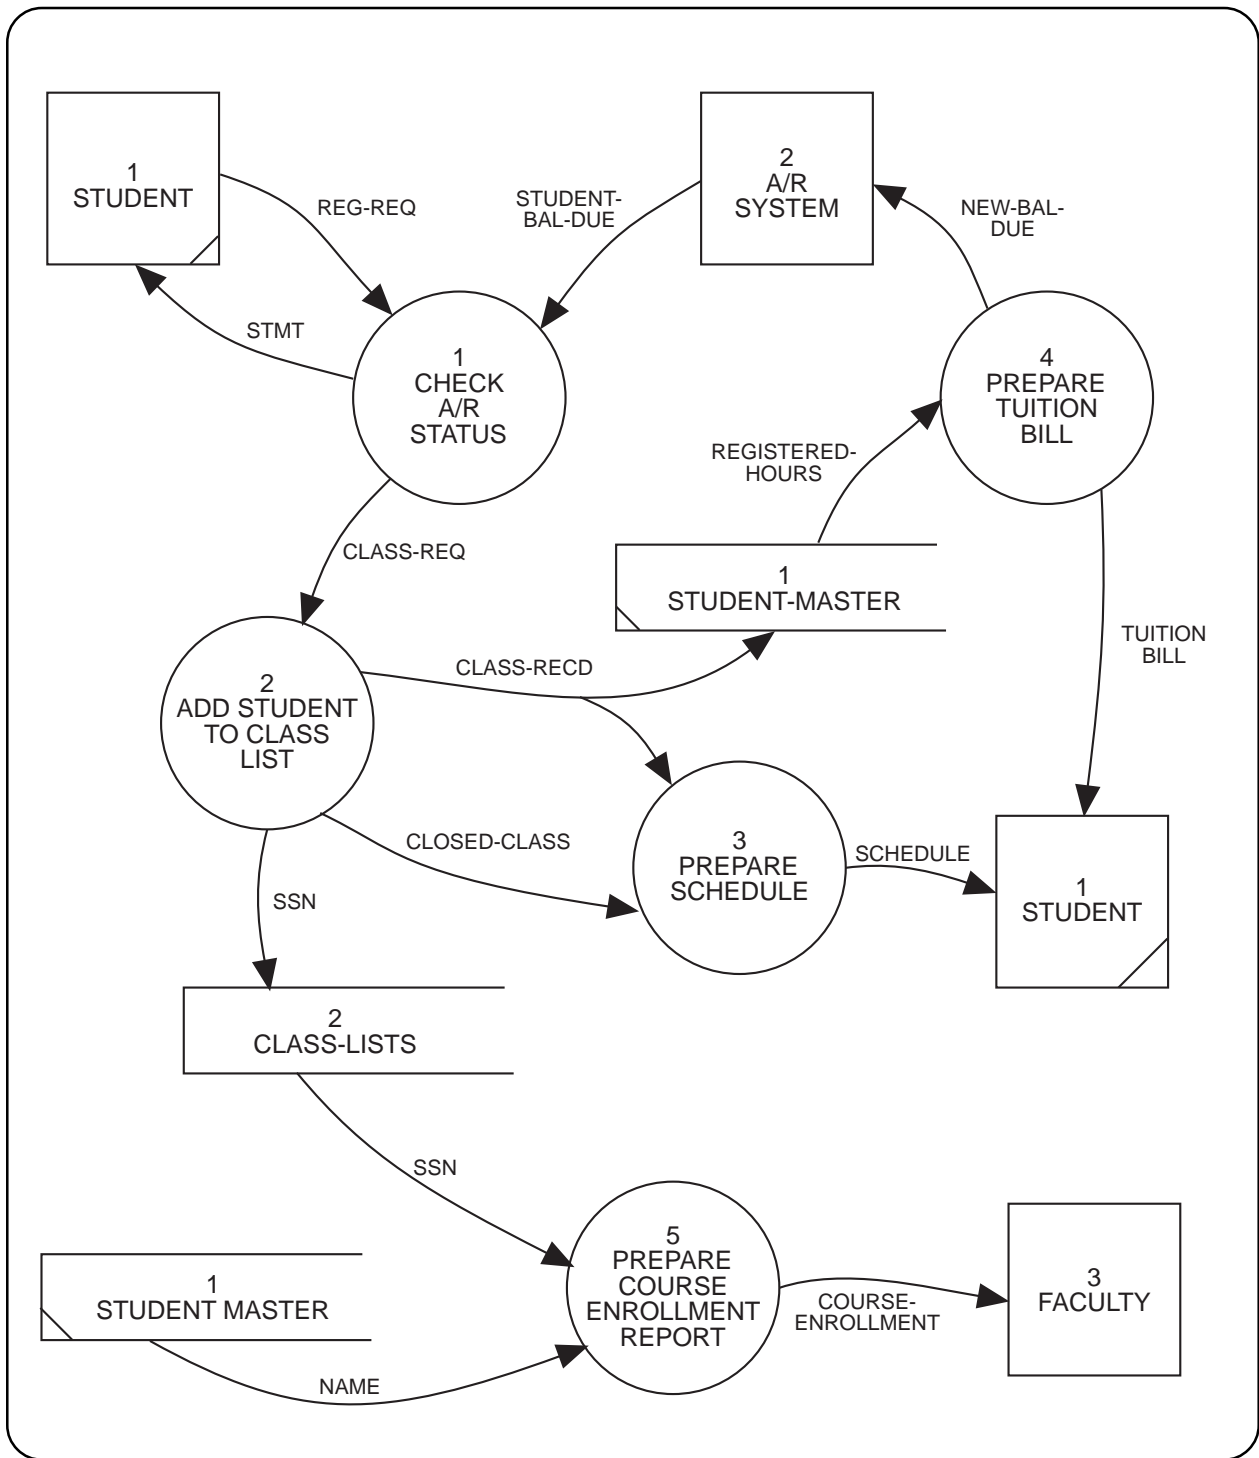 1
STUDENT
REG-REQ
STUDENT-
BAL-DUE
2
A/R
SYSTEM
NEW-BAL-
DUE
STMT
1
CHECK
A/R
STATUS
4
PREPARE
TUITION
BILL
REGISTERED-
HOURS
CLASS-REQ
1
STUDENT-MASTER
TUITION
BILL
2
ADD STUDENT
TO CLASS
LIST
CLASS-RECD
CLOSED-CLASS
3
PREPARE
SCHEDULE
SCHEDULE
1
STUDENT
SSN
2
CLASS-LISTS
SSN
1
STUDENT MASTER
NAME
5
PREPARE
COURSE
ENROLLMENT
REPORT
COURSE-
ENROLLMENT
3
FACULTY